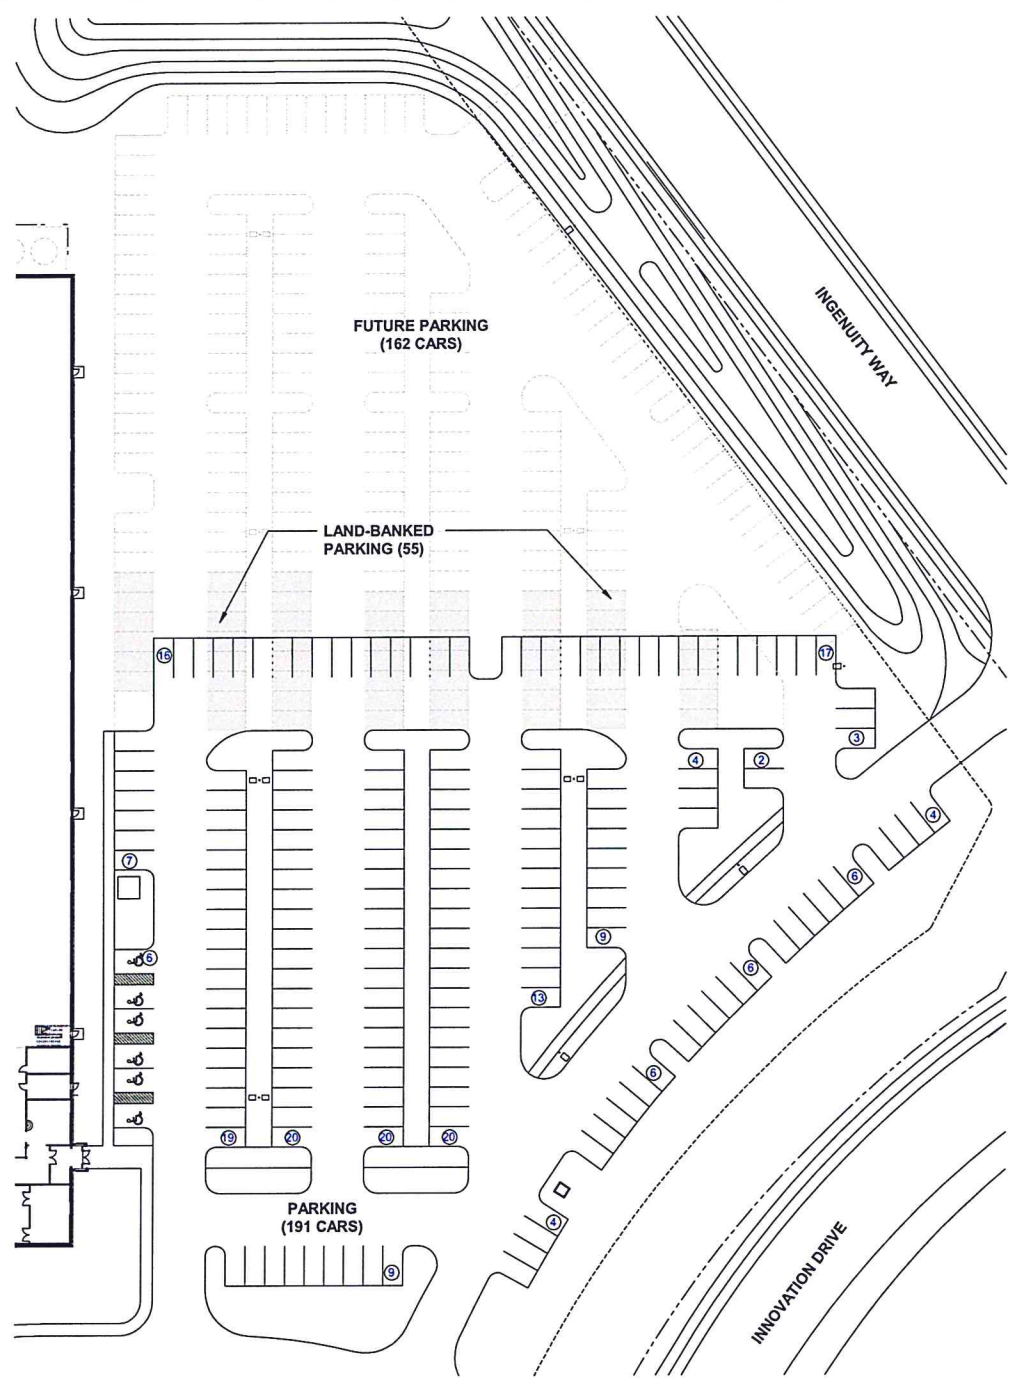 INGENUITY WAY
FUTURE PARKING
(162 CARS)
LAND-BANKED
PARKING (55)
16
17
3
4
2
4
7
6
6
9
6
13
6
19
20
20
20
PARKING
(191 CARS)
4
9
INNOVATION DRIVE